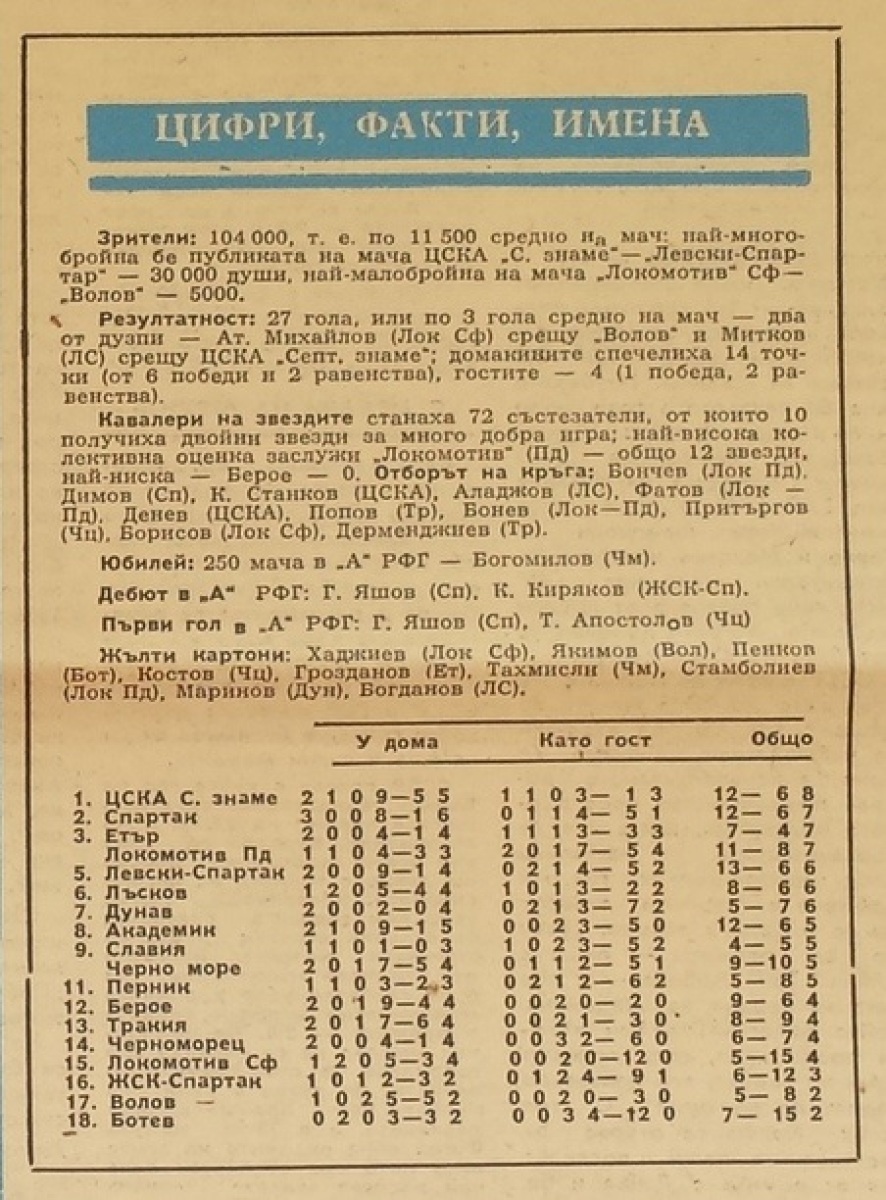 ЦИФРИ, ФАКТИ, ИМЕНА
Зрители: 104 000, т. е. по 11 500 средно на мач: най-много-
бройна бе публиката на мача ЦСКА „С. знаме“—„Левски-Спар-
тар“ — 30 000 души, най-малобройна на мача „Локомотив“ Сф—
„Волов“ — 5000.
Резултатност: 27 гола, или по 3 гола средно на мач — два
от дузпи — Ат. Михайлов (Лок Сф) срещу „Волов“ и Митков
(ЛС) срещу ЦСКА „Септ. знаме“; домакините спечелиха 14 точ-
ки (от 6 победи и 2 равенства), гостите — 4 (1 победа, 2 ра-
венства).
Кавалери на звездите станаха 72 състезатели, от които 10
получиха двойни звезди за много добра игра; най-висока ко-
лективна оценка заслужи „Локомотив“ (Пд) — общо 12 звезди,
най-ниска — Берое — 0. Отборът на кръга: Бончев (Лок Пд),
Димов (Сп), К. Станков (ЦСКА), Аладжов (ЛС), Фатов (Лок —
Пд), Денев (ЦСКА), Попов (Тр), Бонев (Лок—Пд), Притъргов
(Чц), Борисов (Лок Сф), Дерменджиев (Тр).
Юбилей: 250 мача в „А“ РФГ — Богомилов (Чм).
Дебют в „А“ РФГ: Г. Яшов (Сп), К. Киряков (ЖСК-Сп).
Първи гол в „А“ РФГ: Г. Яшов (Сп), Т. Апостолов (Чц)
Жълти картони: Хаджиев (Лок Сф), Якимов (Вол), Пенков
(Бот), Костов (Чц), Грозданов (Ет), Тахмисян (Чм), Стамболиев
(Лок Пд), Маринов (Дун), Богданов (ЛС).
У дома Като гост Общо
1. ЦСКА С. знаме 2 1 0 9—5 5 1 1 0 3— 1 3 12— 6 8
2. Спартак 3 0 0 8—1 6 0 1 1 4— 5 1 12— 6 7
3. Етър 2 0 0 4—1 4 1 1 1 3— 3 3 7— 4 7
Локомотив Пд 1 1 0 4—3 3 2 0 1 7— 5 4 11— 8 7
5. Левски-Спартак 2 0 0 9—1 4 0 2 1 4— 5 2 13— 6 6
6. Лъсков 1 2 0 5—4 4 1 0 1 3— 2 2 8— 6 6
7. Дунав 2 0 0 2—0 4 0 2 1 3— 7 2 5— 7 6
8. Академик 2 1 0 9—1 5 0 0 2 3— 5 0 12— 6 5
9. Славия 1 1 0 1—0 3 1 0 2 3— 5 2 4— 5 5
Черно море 2 0 1 7—5 4 0 1 1 2— 5 1 9—10 5
11. Перник 1 1 0 3—2 3 0 2 1 2— 6 2 5— 8 5
12. Берое 2 0 1 9—4 4 0 0 2 0— 2 0 9— 6 4
13. Тракия 2 0 1 7—6 4 0 0 2 1— 3 0 8— 9 4
14. Черноморец 2 0 0 4—1 4 0 0 3 2— 6 0 6— 7 4
15. Локомотив Сф 1 2 0 5—3 4 0 0 2 0—12 0 5—15 4
16. ЖСК-Спартак 1 0 1 2—3 2 0 1 2 4— 9 1 6—12 3
17. Волов — 1 0 2 5—5 2 0 0 2 0— 3 0 5— 8 2
18. Ботев 0 2 0 3—3 2 0 0 3 4—12 0 7— 15 2